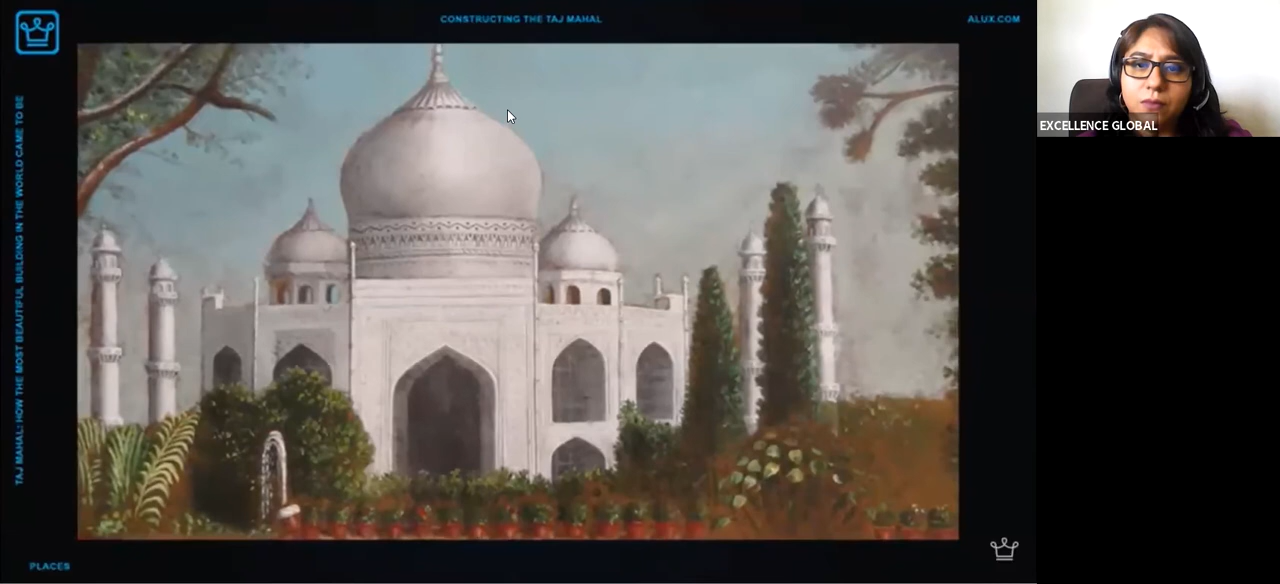 CONSTRUCTING THE TAJ MAHAL
ALUX.COM
TAJ MAHAL: HOW THE MOST BEAUTIFUL BUILDING IN THE WORLD CAME TO BE
EXCELLENCE GLOBAL
PLACES